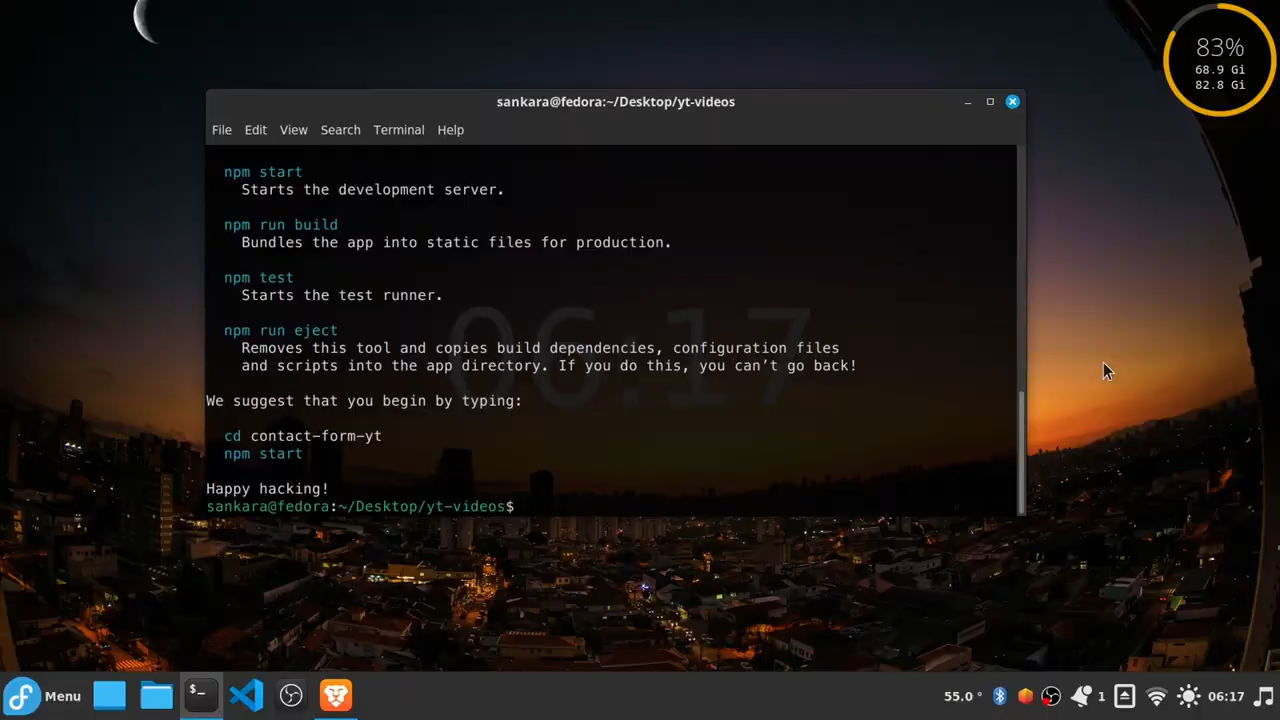 83%
68.9 Gi
82.8 Gi
sankara@fedora:~/Desktop/yt-videos
File Edit View Search Terminal Help
npm start
Starts the development server.
npm run build
Bundles the app into static files for production.
npm test
Starts the test runner.
npm run eject
Removes this tool and copies build dependencies, configuration files
and scripts into the app directory. If you do this, you can’t go back!
We suggest that you begin by typing:
cd contact-form-yt
npm start
Happy hacking!
sankara@fedora:~/Desktop/yt-videos$
06:17
Menu $- 55.0 ° 1 06:17